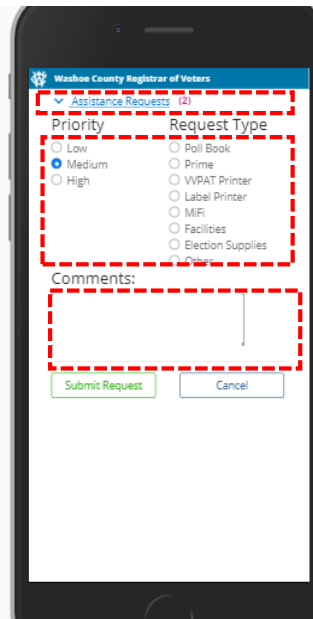 Washoe County Registrar of Voters
Assistance Requests (2)
Priority Request Type
Low Poll Book
Medium Prime
High VVPAT Printer
Label Printer
MiFi
Facilities
Election Supplies
Other
Comments:
Submit Request Cancel